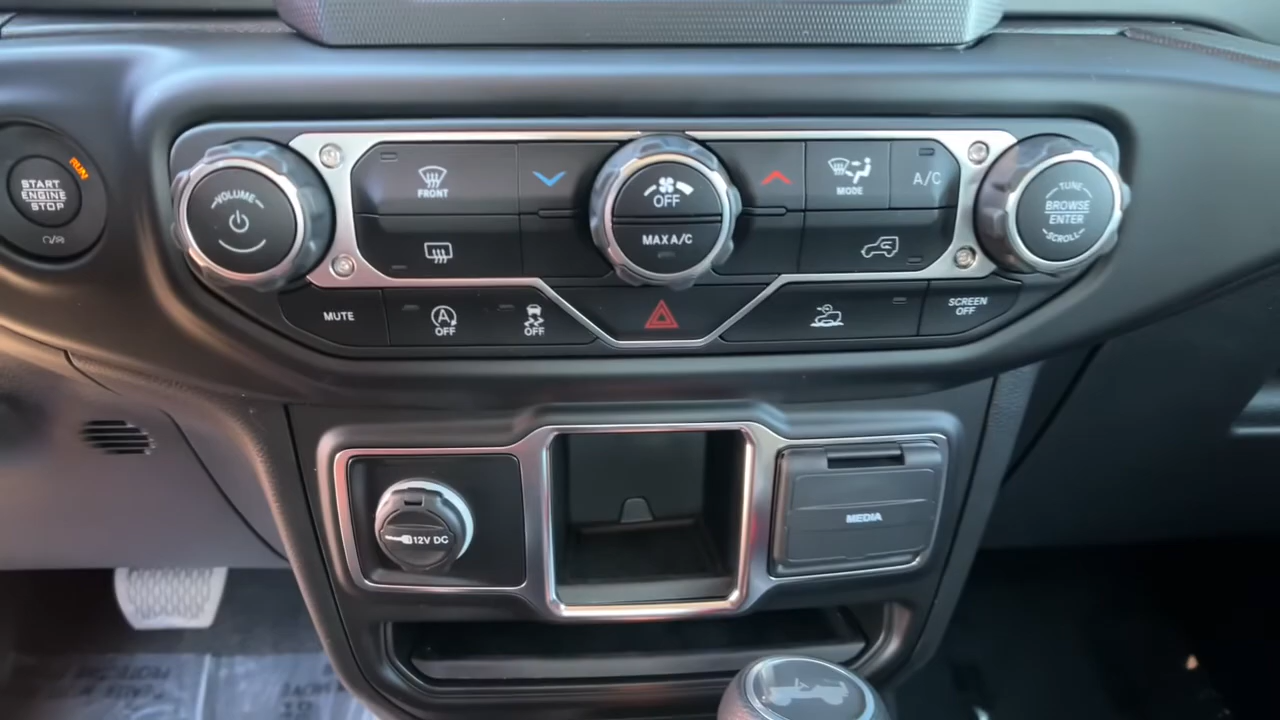 RUN
START
ENGINE
STOP
VOLUME
FRONT
OFF
MAX A/C
MODE
A/C
TUNE
BROWSE
ENTER
SCROLL
MUTE
A
OFF
OFF
SCREEN
OFF
12V DC
MEDIA